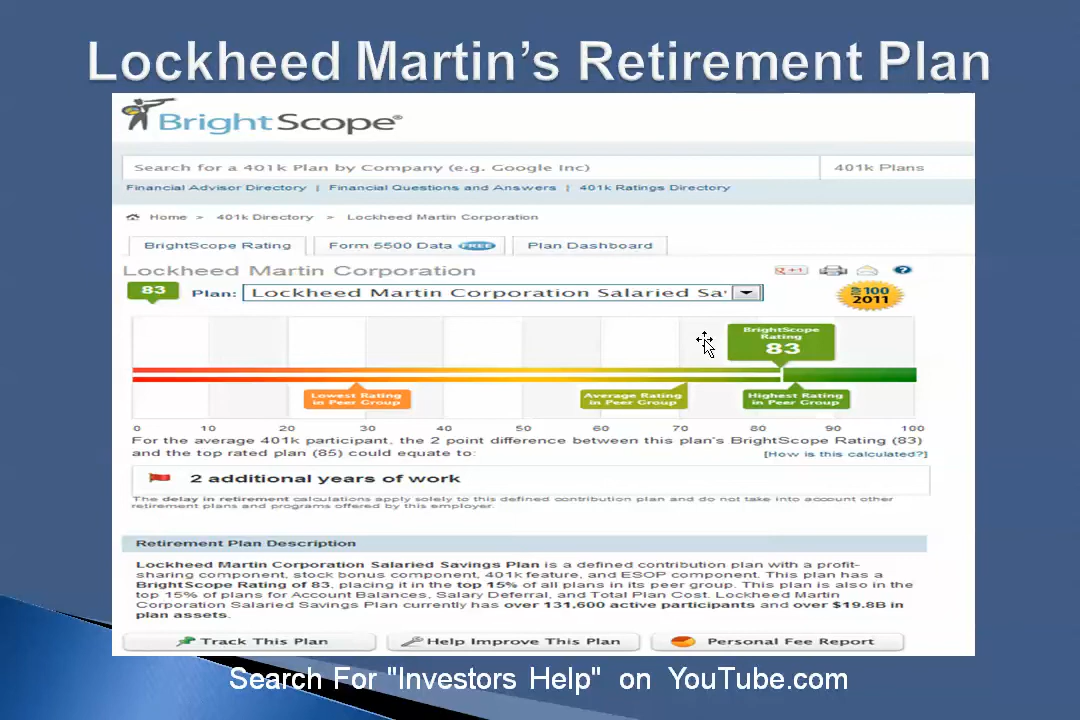 Lockheed Martin's Retirement Plan
BrightScope®
Search for a 401k Plan by Company (e.g. Google Inc) 401k Plans
Financial Advisor Directory | Financial Questions and Answers | 401k Ratings Directory
Home > 401k Directory > Lockheed Martin Corporation
BrightScope Rating Form 5500 Data FREE Plan Dashboard
Lockheed Martin Corporation +1 ?
83 Plan: Lockheed Martin Corporation Salaried Sa
100
2011
BrightScope
Rating
83
Lowest Rating
in Peer Group
Average Rating
in Peer Group
Highest Rating
in Peer Group
0 10 20 30 40 50 60 70 80 90 100
For the average 401k participant, the 2 point difference between this plan's BrightScope Rating (83)
and the top rated plan (85) could equate to: [How is this calculated?]
2 additional years of work
The delay in retirement calculations apply solely to this defined contribution plan and do not take into account other
retirement plans and programs offered by this employer.
Retirement Plan Description
Lockheed Martin Corporation Salaried Savings Plan is a defined contribution plan with a profit-
sharing component, stock bonus component, 401k feature, and ESOP component. This plan has a
BrightScope Rating of 83, placing it in the top 15% of all plans in its peer group. This plan is also in the
top 15% of plans for Account Balances, Salary Deferral, and Total Plan Cost. Lockheed Martin
Corporation Salaried Savings Plan currently has over 131,600 active participants and over $19.8B in
plan assets.
Track This Plan Help Improve This Plan Personal Fee Report
Search For "Investors Help" on YouTube.com